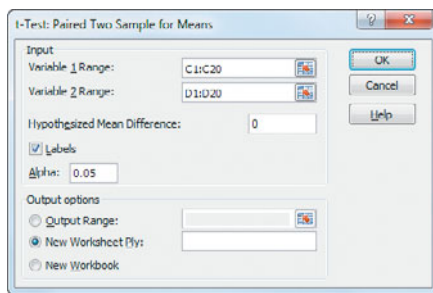 t-Test: Paired Two Sample for Means
Input
Variable 1 Range: C1:C20
Variable 2 Range: D1:D20
Hypothesized Mean Difference: 0
Labels
Alpha: 0.05
Output options
Output Range:
New Worksheet Ply:
New Workbook
OK
Cancel
Help